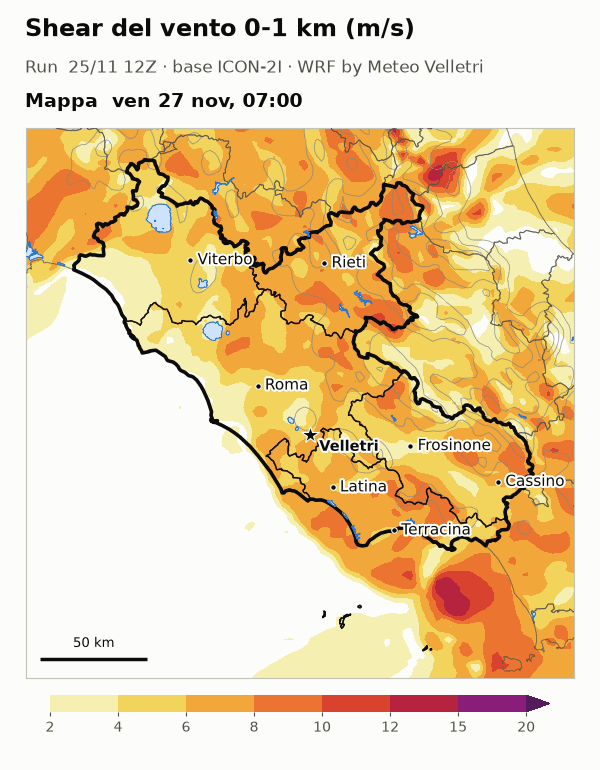 Shear del vento 0-1 km (m/s)
Run  25/11 12Z · base ICON-2I · WRF by Meteo Velletri
Mappa  ven 27 nov, 07:00
Viterbo
Rieti
Roma
Velletri
Frosinone
Latina
Cassino
Terracina
50 km
2 4 6 8 10 12 15 20